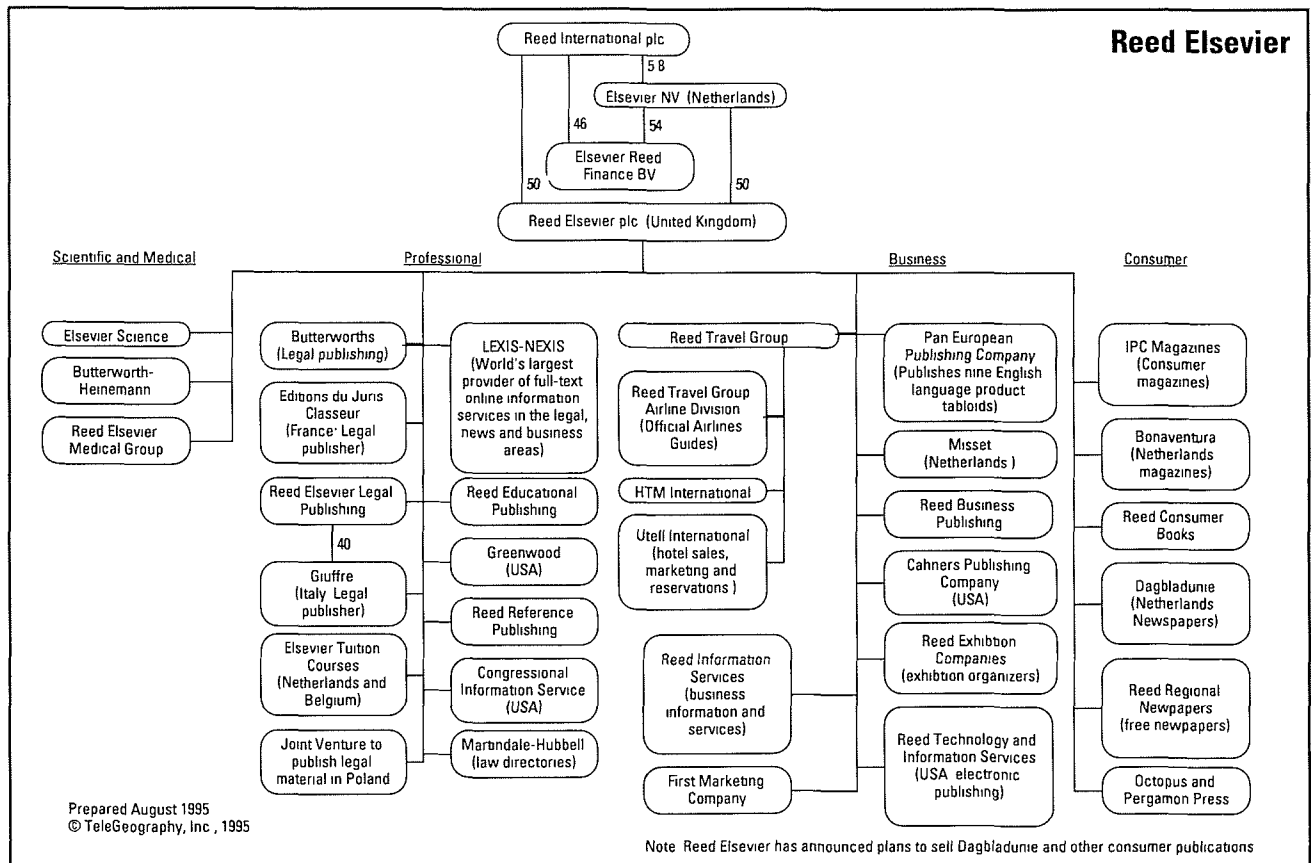 Reed Elsevier
Reed International plc
5 8
Elsevier NV (Netherlands)
46
54
Elsevier Reed
Finance BV
50
50
Reed Elsevier plc (United Kingdom)
Scientific and Medical
Professional
Business
Consumer
Elsevier Science
Butterworth-
Heinemann
Reed Elsevier
Medical Group
Butterworths
(Legal publishing)
Editions du Juris
Classeur
(France· Legal
publisher)
Reed Elsevier Legal
Publishing
40
Giuffre
(Italy Legal
publisher)
Elsevier Tuition
Courses
(Netherlands and
Belgium)
Joint Venture to
publish legal
material in Poland
LEXIS-NEXIS
(World's largest
provider of full-text
online information
services in the legal,
news and business
areas)
Reed Educational
Publishing
Greenwood
(USA)
Reed Reference
Publishing
Congressional
Information Service
(USA)
Martindale-Hubbell
(law directories)
Reed Travel Group
Reed Travel Group
Airline Division
(Official Airlines
Guides)
HTM International
Utell International
(hotel sales,
marketing and
reservations )
Reed Information
Services
(business
information and
services)
First Marketing
Company
Pan European
Publishing Company
(Publishes nine English
language product
tabloids)
Misset
(Netherlands )
Reed Business
Publishing
Cahners Publishing
Company
(USA)
Reed Exhibition
Companies
(exhibtion organizers)
Reed Technology and
Information Services
(USA electronic
publishing)
IPC Magazines
(Consumer
magazines)
Bonaventura
(Netherlands
magazines)
Reed Consumer
Books
Dagbladunie
(Netherlands
Newspapers)
Reed Regional
Newspapers
(free newspapers)
Octopus and
Pergamon Press
Prepared August 1995
© TeleGeography, Inc , 1995
Note Reed Elsevier has announced plans to sell Dagbladunie and other consumer publications